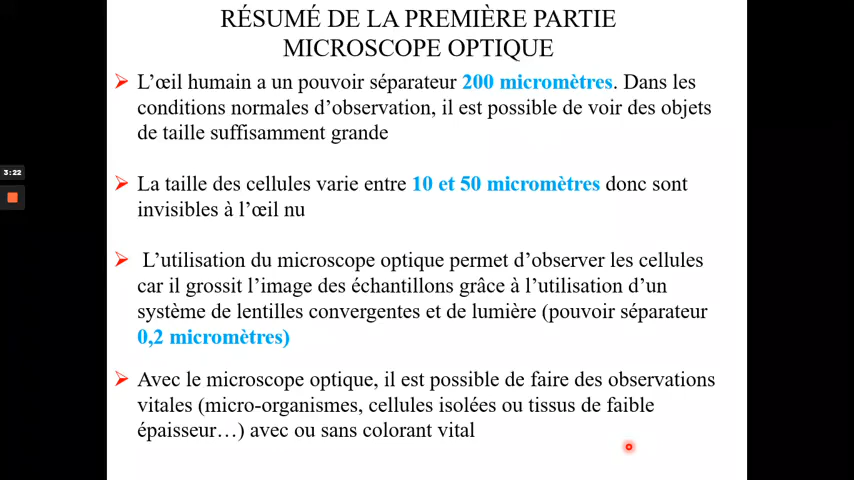 RÉSUMÉ DE LA PREMIÈRE PARTIE
MICROSCOPE OPTIQUE
L’œil humain a un pouvoir séparateur 200 micromètres. Dans les
conditions normales d’observation, il est possible de voir des objets
de taille suffisamment grande
3:22
La taille des cellules varie entre 10 et 50 micromètres donc sont
invisibles à l’œil nu
L’utilisation du microscope optique permet d’observer les cellules
car il grossit l’image des échantillons grâce à l’utilisation d’un
système de lentilles convergentes et de lumière (pouvoir séparateur
0,2 micromètres)
Avec le microscope optique, il est possible de faire des observations
vitales (micro-organismes, cellules isolées ou tissus de faible
épaisseur…) avec ou sans colorant vital